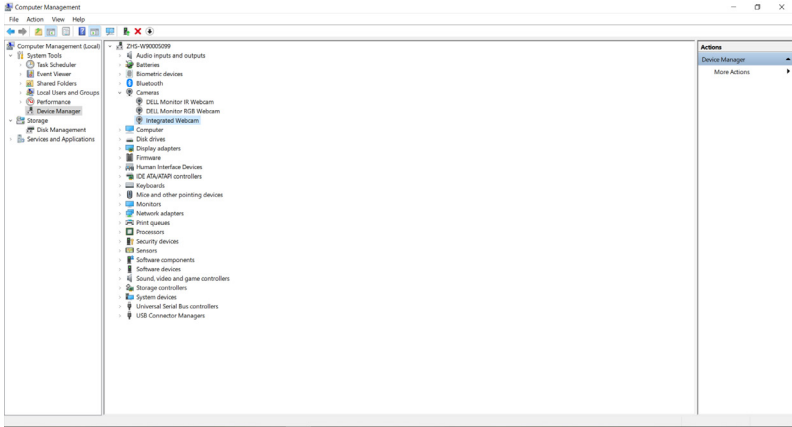 Computer Management
File Action View Help
Computer Management (Local)
System Tools
Task Scheduler
Event Viewer
Shared Folders
Local Users and Groups
Performance
Device Manager
Storage
Disk Management
Services and Applications
ZHS-W90005099
Audio inputs and outputs
Batteries
Biometric devices
Bluetooth
Cameras
DELL Monitor IR Webcam
DELL Monitor RGB Webcam
Integrated Webcam
Computer
Disk drives
Display adapters
Firmware
Human Interface Devices
IDE ATA/ATAPI controllers
Keyboards
Mice and other pointing devices
Monitors
Network adapters
Print queues
Processors
Security devices
Sensors
Software components
Software devices
Sound, video and game controllers
Storage controllers
System devices
Universal Serial Bus controllers
USB Connector Managers
Actions
Device Manager
More Actions